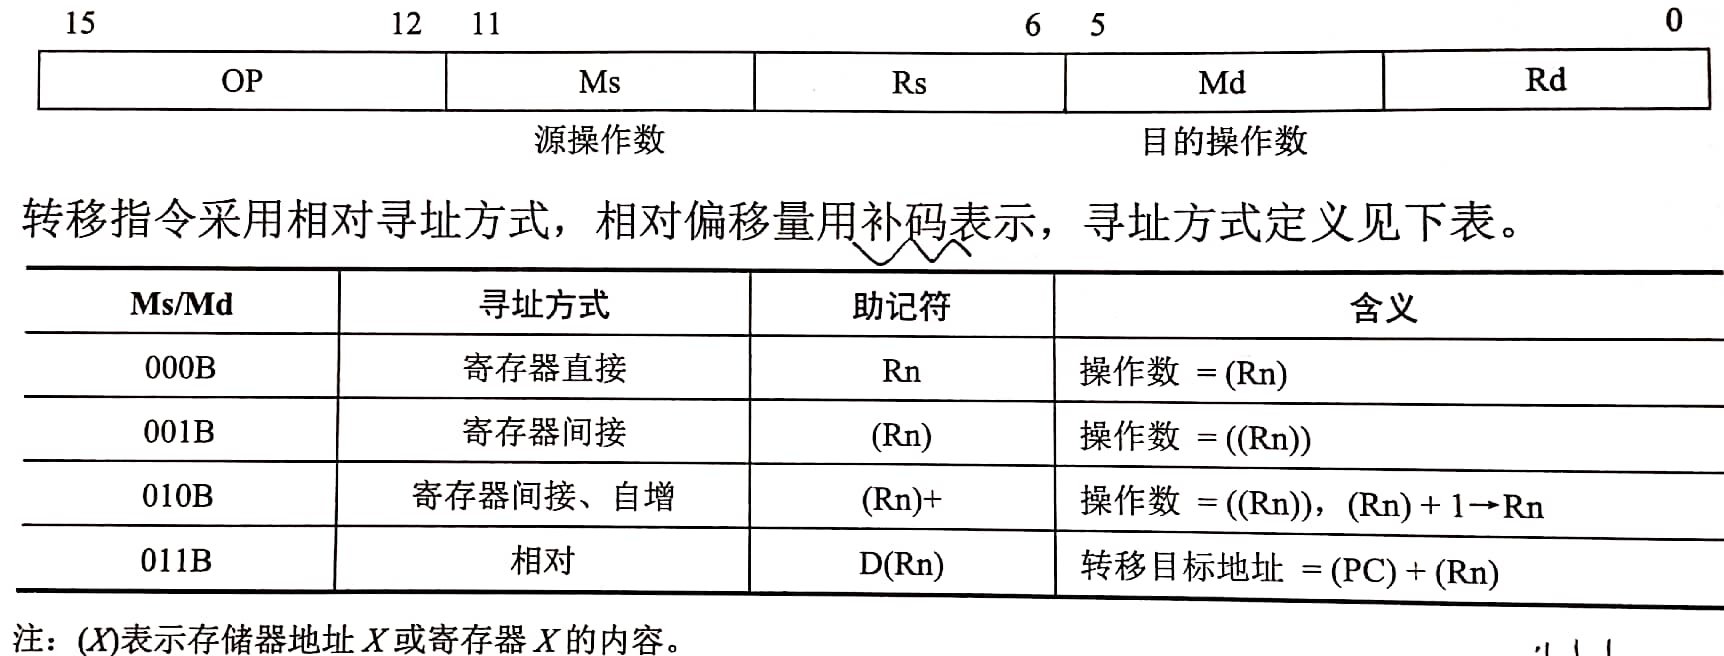 15 12 11 6 5 0
OP Ms Rs Md Rd
源操作数 目的操作数
转移指令采用相对寻址方式，相对偏移量用补码表示，寻址方式定义见下表。
Ms/Md 寻址方式 助记符 含义
000B 寄存器直接 Rn 操作数 = (Rn)
001B 寄存器间接 (Rn) 操作数 = ((Rn))
010B 寄存器间接、自增 (Rn)+ 操作数 = ((Rn))，(Rn) + 1→Rn
011B 相对 D(Rn) 转移目标地址 = (PC) + (Rn)
注：(X)表示存储器地址 X 或寄存器 X 的内容。